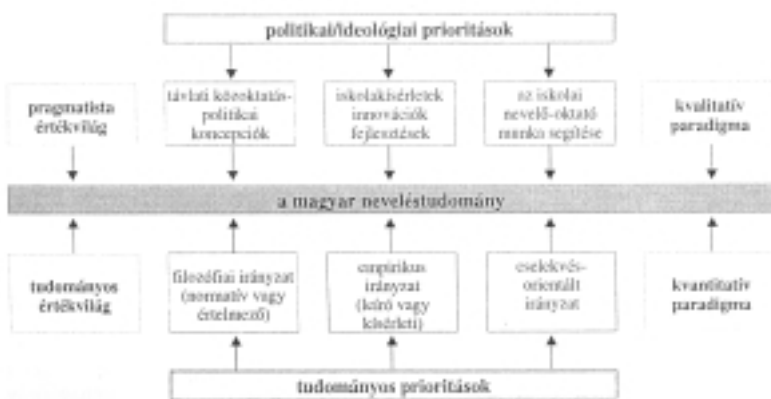 politikai/ideológiai prioritások
pragmatista
értékvilág
távlati közoktatás-
politikai
koncepciók
iskolakísérletek
innovációk
fejlesztések
az iskolai
nevelő-oktató
munka segítése
kvalitatív
paradigma
a magyar neveléstudomány
tudományos
értékvilág
filozófiai irányzat
(normatív vagy
értelmező)
empirikus
irányzat
(leíró vagy
kísérleti)
cselekvés-
orientált
irányzat
kvantitatív
paradigma
tudományos prioritások